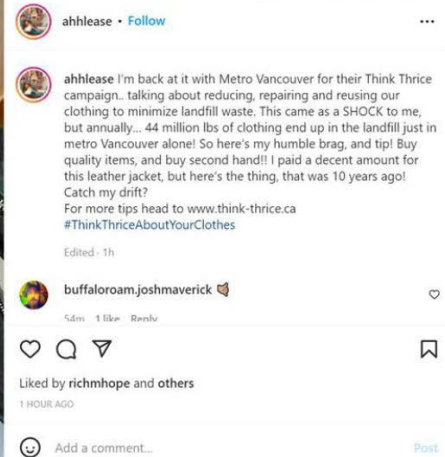 ahhlease • Follow
ahhlease I'm back at it with Metro Vancouver for their Think Thrice
campaign.. talking about reducing, repairing and reusing our
clothing to minimize landfill waste. This came as a SHOCK to me,
but annually... 44 million lbs of clothing end up in the landfill just in
metro Vancouver alone! So here's my humble brag, and tip! Buy
quality items, and buy second hand!! I paid a decent amount for
this leather jacket, but here's the thing, that was 10 years ago!
Catch my drift?
For more tips head to www.think-thrice.ca
#ThinkThriceAboutYourClothes
Edited · 1h
buffaloroam.joshmaverick
54m 1 like Reply
Liked by richmhope and others
1 HOUR AGO
Add a comment...
Post